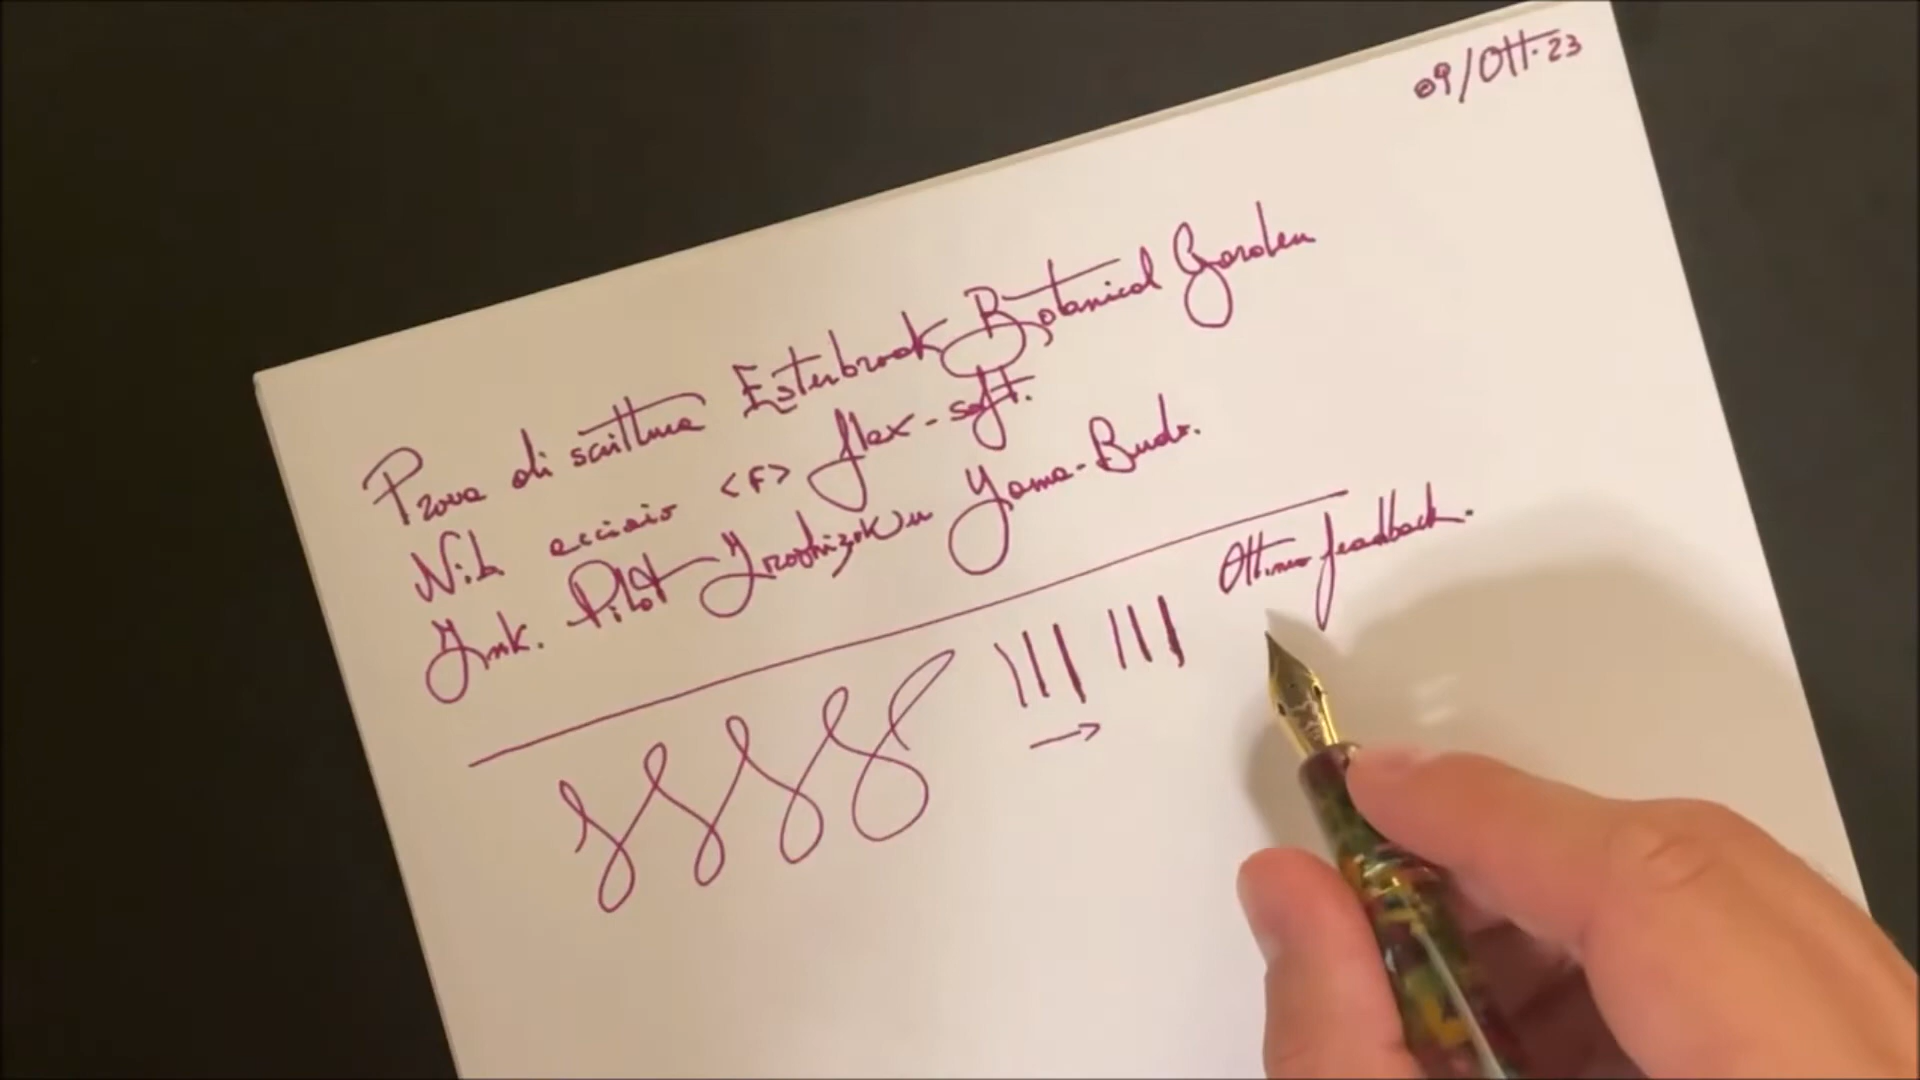 09/Ott.23
Prova di scrittura Esterbrook Botanical Garden
Nib acciaio <F> flex-soft.
Ink. Pilot Iroshizuku Yama-Budo.
Ottimo feedback.